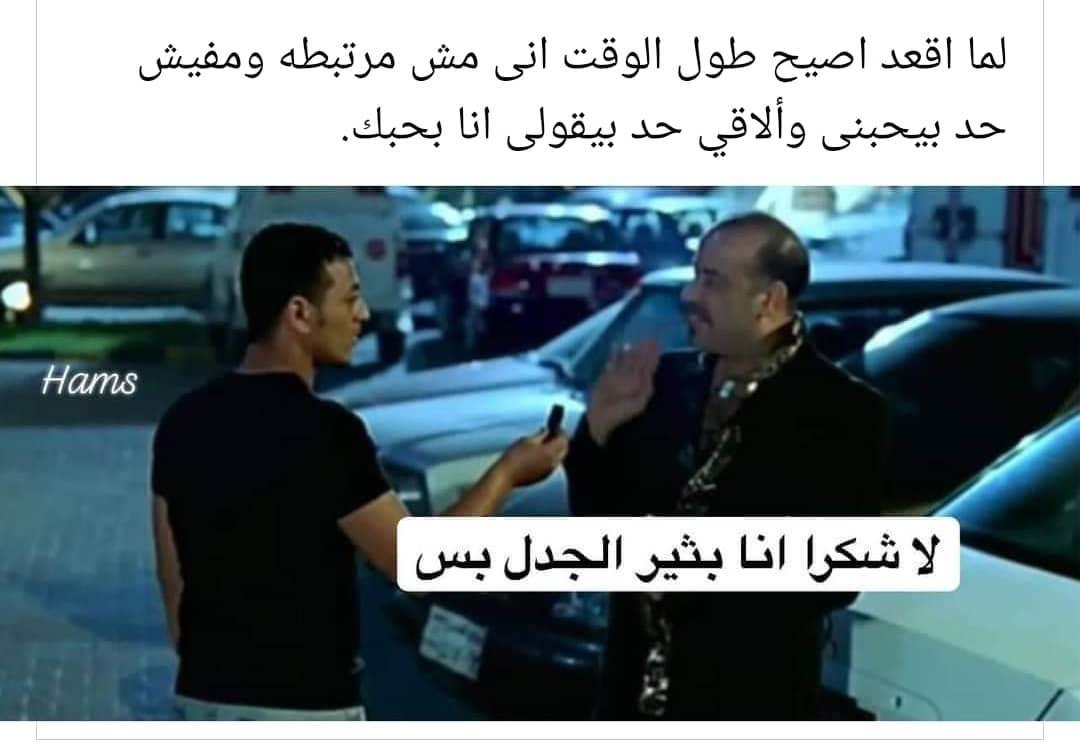 لما اقعد اصيح طول الوقت انى مش مرتبطه ومفيش
حد بيحبنى وألاقي حد بيقولى انا بحبك.
Hams
لا شكرا انا بثير الجدل بس